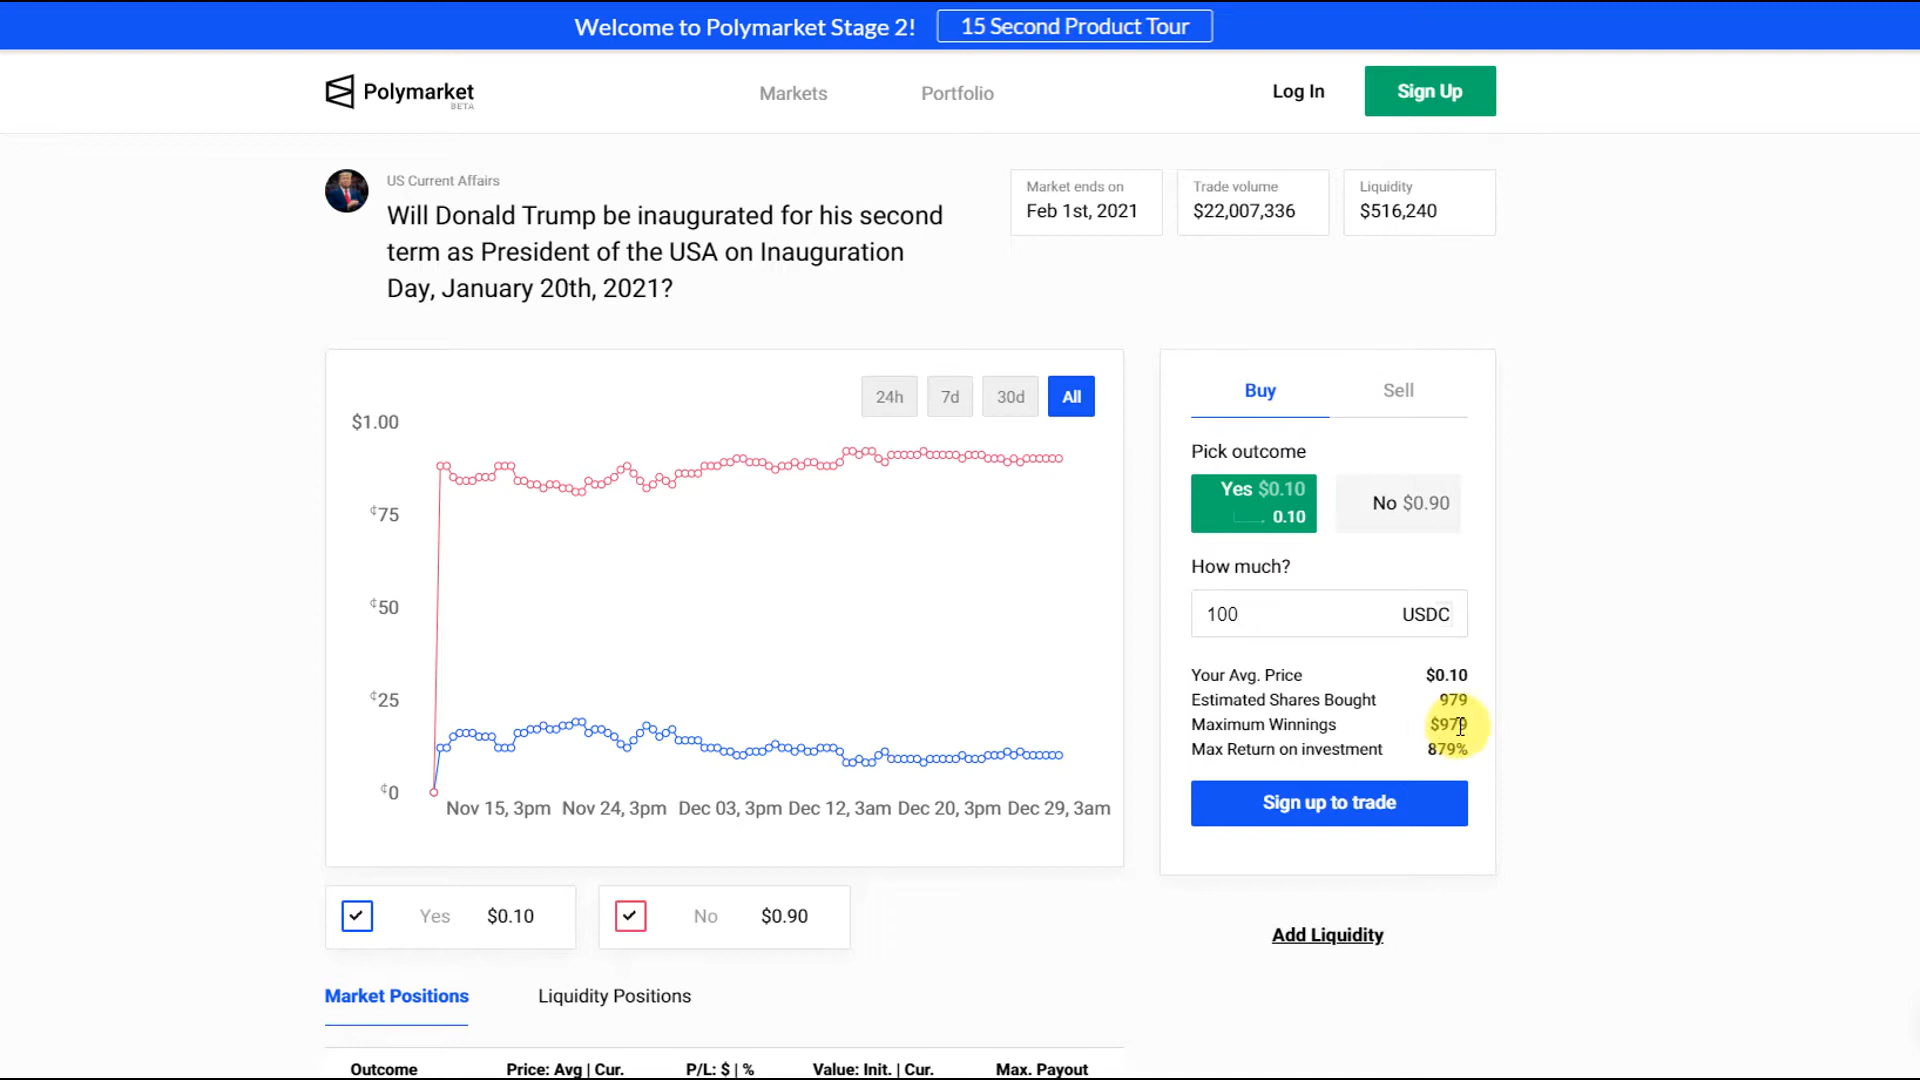 Welcome to Polymarket Stage 2! 15 Second Product Tour
Polymarket
BETA
Markets
Portfolio
Log In
Sign Up
US Current Affairs
Will Donald Trump be inaugurated for his second
term as President of the USA on Inauguration
Day, January 20th, 2021?
Market ends on
Feb 1st, 2021
Trade volume
$22,007,336
Liquidity
$516,240
24h
7d
30d
All
$1.00
¢75
¢50
¢25
¢0
Nov 15, 3pm
Nov 24, 3pm
Dec 03, 3pm
Dec 12, 3am
Dec 20, 3pm
Dec 29, 3am
Buy
Sell
Pick outcome
Yes $0.10
0.10
No $0.90
How much?
100 USDC
Your Avg. Price $0.10
Estimated Shares Bought 979
Maximum Winnings $979
Max Return on investment 879%
Sign up to trade
Add Liquidity
Yes $0.10
No $0.90
Market Positions
Liquidity Positions
Outcome
Price: Avg | Cur.
P/L: $ | %
Value: Init. | Cur.
Max. Payout